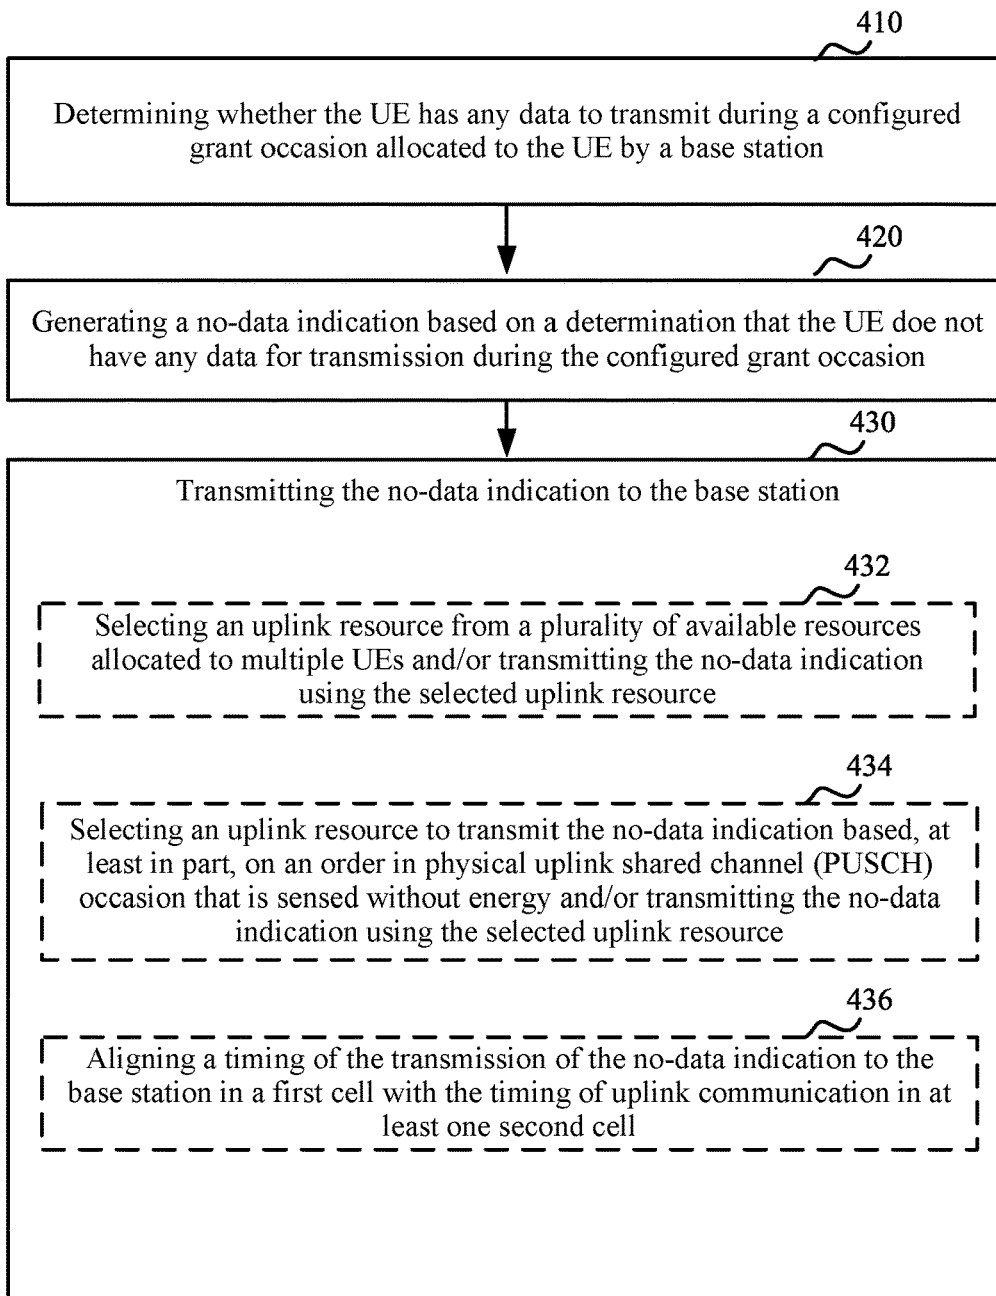 410
Determining whether the UE has any data to transmit during a configured
grant occasion allocated to the UE by a base station
420
Generating a no-data indication based on a determination that the UE doe not
have any data for transmission during the configured grant occasion
430
Transmitting the no-data indication to the base station
432
Selecting an uplink resource from a plurality of available resources
allocated to multiple UEs and/or transmitting the no-data indication
using the selected uplink resource
434
Selecting an uplink resource to transmit the no-data indication based, at
least in part, on an order in physical uplink shared channel (PUSCH)
occasion that is sensed without energy and/or transmitting the no-data
indication using the selected uplink resource
436
Aligning a timing of the transmission of the no-data indication to the
base station in a first cell with the timing of uplink communication in at
least one second cell